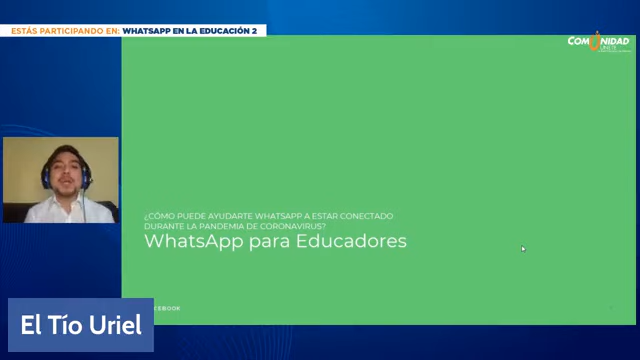 ESTÁS PARTICIPANDO EN: WHATSAPP EN LA EDUCACIÓN 2
COMUNIDAD
¿CÓMO PUEDE AYUDARTE WHATSAPP A ESTAR CONECTADO
DURANTE LA PANDEMIA DE CORONAVIRUS?
WhatsApp para Educadores
EBOOK
El Tío Uriel